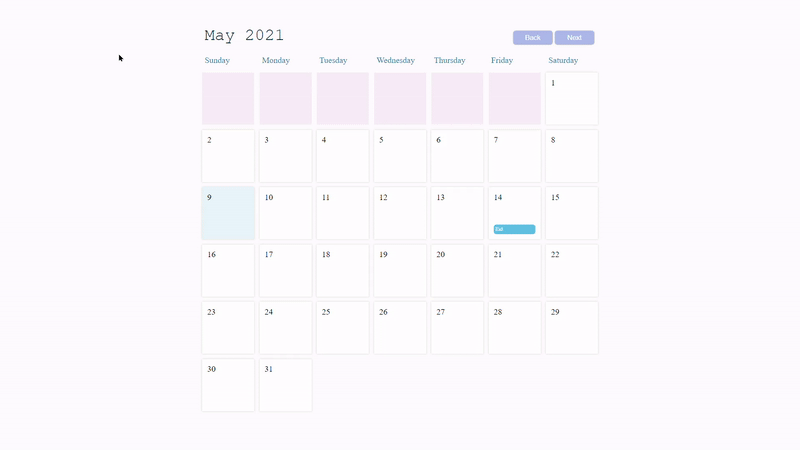 May 2021
Back Next
Sunday Monday Tuesday Wednesday Thursday Friday Saturday
1
2 3 4 5 6 7 8
9 10 11 12 13 14 15
16 17 18 19 20 21 22
23 24 25 26 27 28 29
30 31